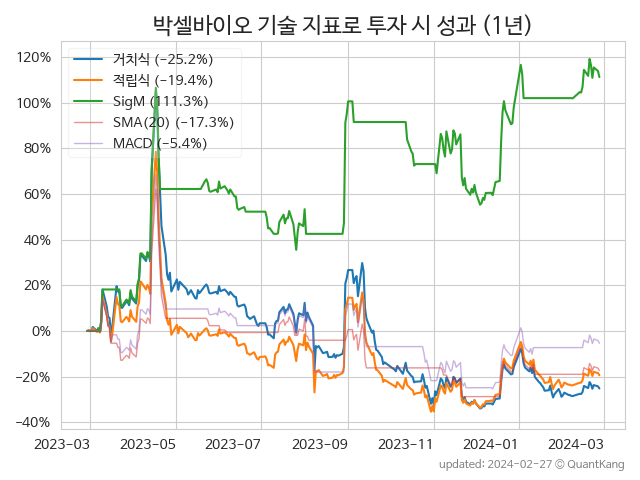 박셀바이오 기술 지표로 투자 시 성과 (1년)
120%
100%
80%
60%
40%
20%
0%
−20%
−40%
거치식 (−25.2%)
적립식 (−19.4%)
SigM (111.3%)
SMA(20) (−17.3%)
MACD (−5.4%)
2023-03 2023-05 2023-07 2023-09 2023-11 2024-01 2024-03
updated: 2024-02-27 © QuantKang